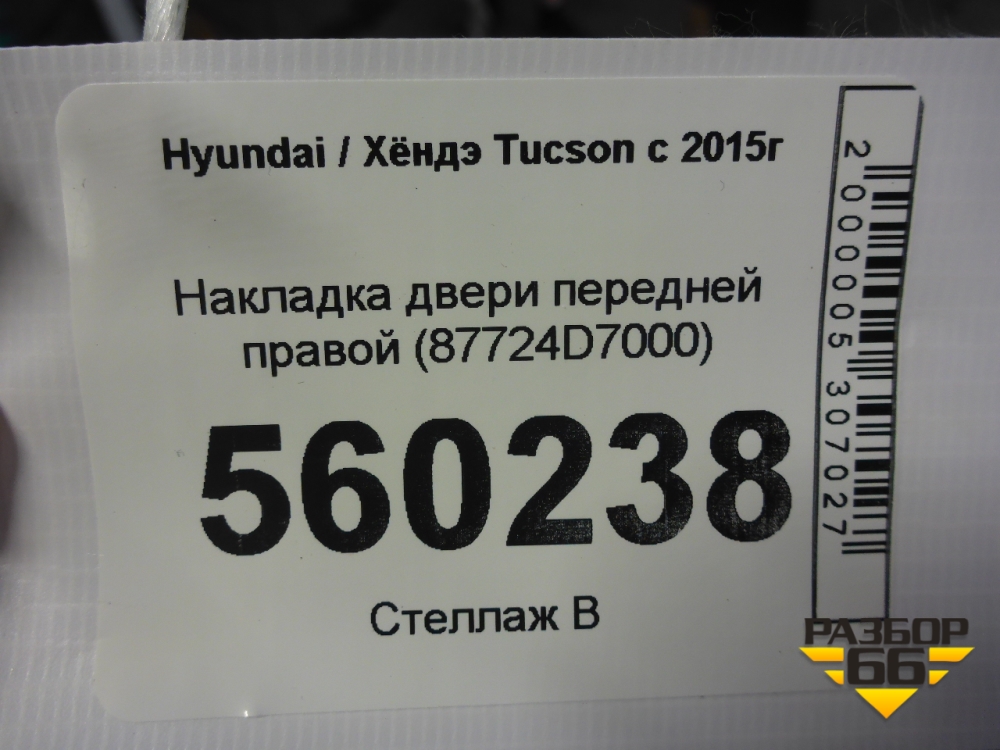 Hyundai / Хёндэ Tucson с 2015г
Накладка двери передней
правой (87724D7000)
560238
Стеллаж В
2000005307027
РАЗБОР
66